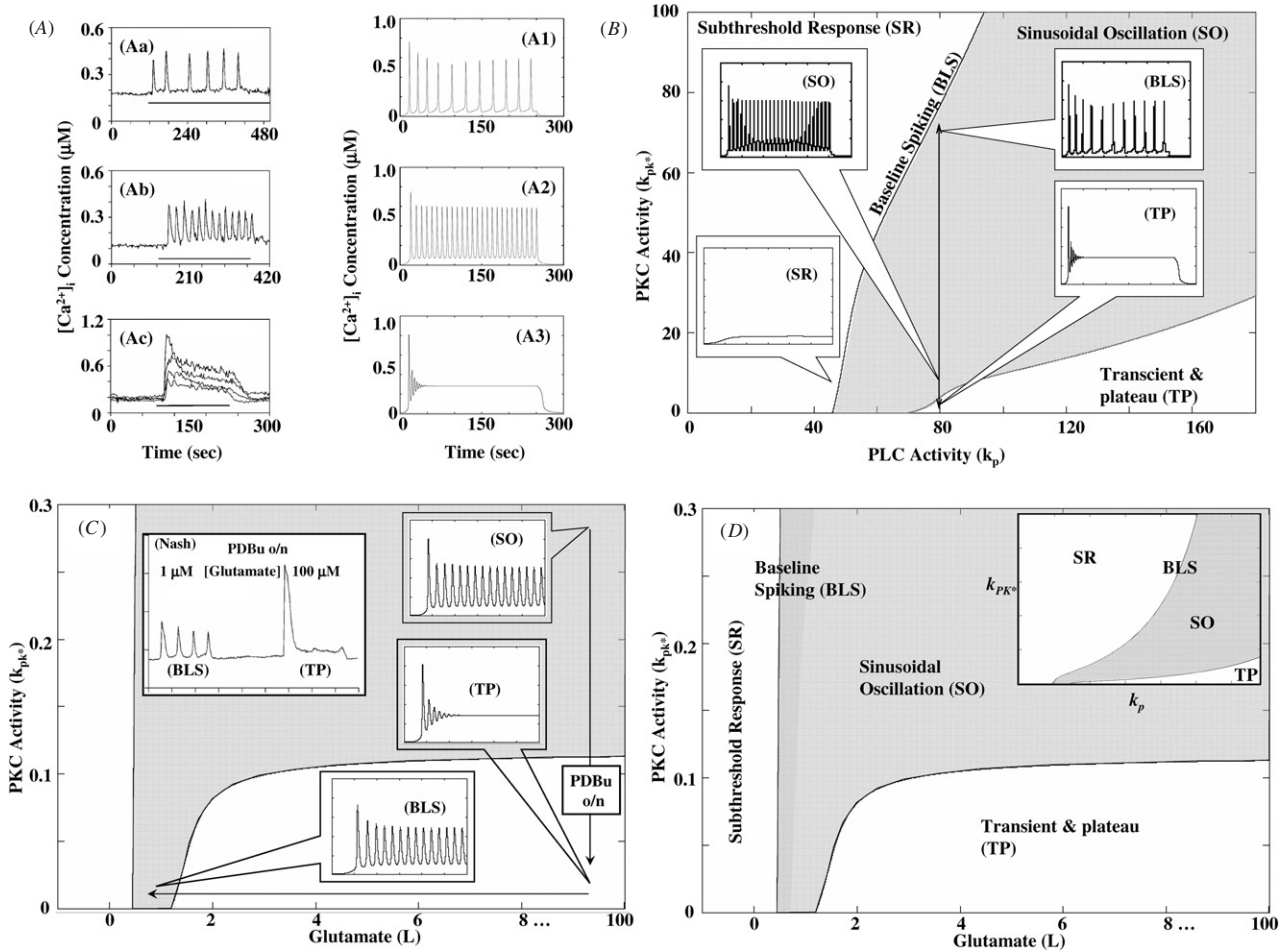 (A)
[Ca²⁺]ᵢ Concentration (μM)
0.6
0.4
0.2
0
(Aa)
0 240 480
0.6
0.3
0
(Ab)
0 210 420
1.2
0.6
0
(Ac)
0 150 300
Time (sec)
[Ca²⁺]ᵢ Concentration (μM)
1.0
0.5
0
(A1)
0 150 300
1.0
0.5
0
(A2)
0 150 300
1.0
0.5
0
(A3)
0 150 300
Time (sec)
(B)
PKC Activity (kₚₖ*)
100
80
60
40
20
0
Subthreshold Response (SR)
Sinusoidal Oscillation (SO)
Baseline Spiking (BLS)
(SO)
(BLS)
(SR)
(TP)
Transcient &
plateau (TP)
0 40 80 120 160
PLC Activity (kₚ)
(C)
PKC Activity (kₚₖ*)
0.3
0.2
0.1
0
(Nash) PDBu o/n
1 μM [Glutamate] 100 μM
(BLS) (TP)
(SO)
(TP)
(BLS)
PDBu
o/n
0 2 4 6 8 ... 100
Glutamate (L)
(D)
PKC Activity (kₚₖ*)
0.3
0.2
0.1
0
Subthreshold Response (SR)
Baseline
Spiking (BLS)
Sinusoidal
Oscillation (SO)
Transient & plateau
(TP)
k_PK*
SR
BLS
SO
TP
kₚ
0 2 4 6 8 ... 100
Glutamate (L)